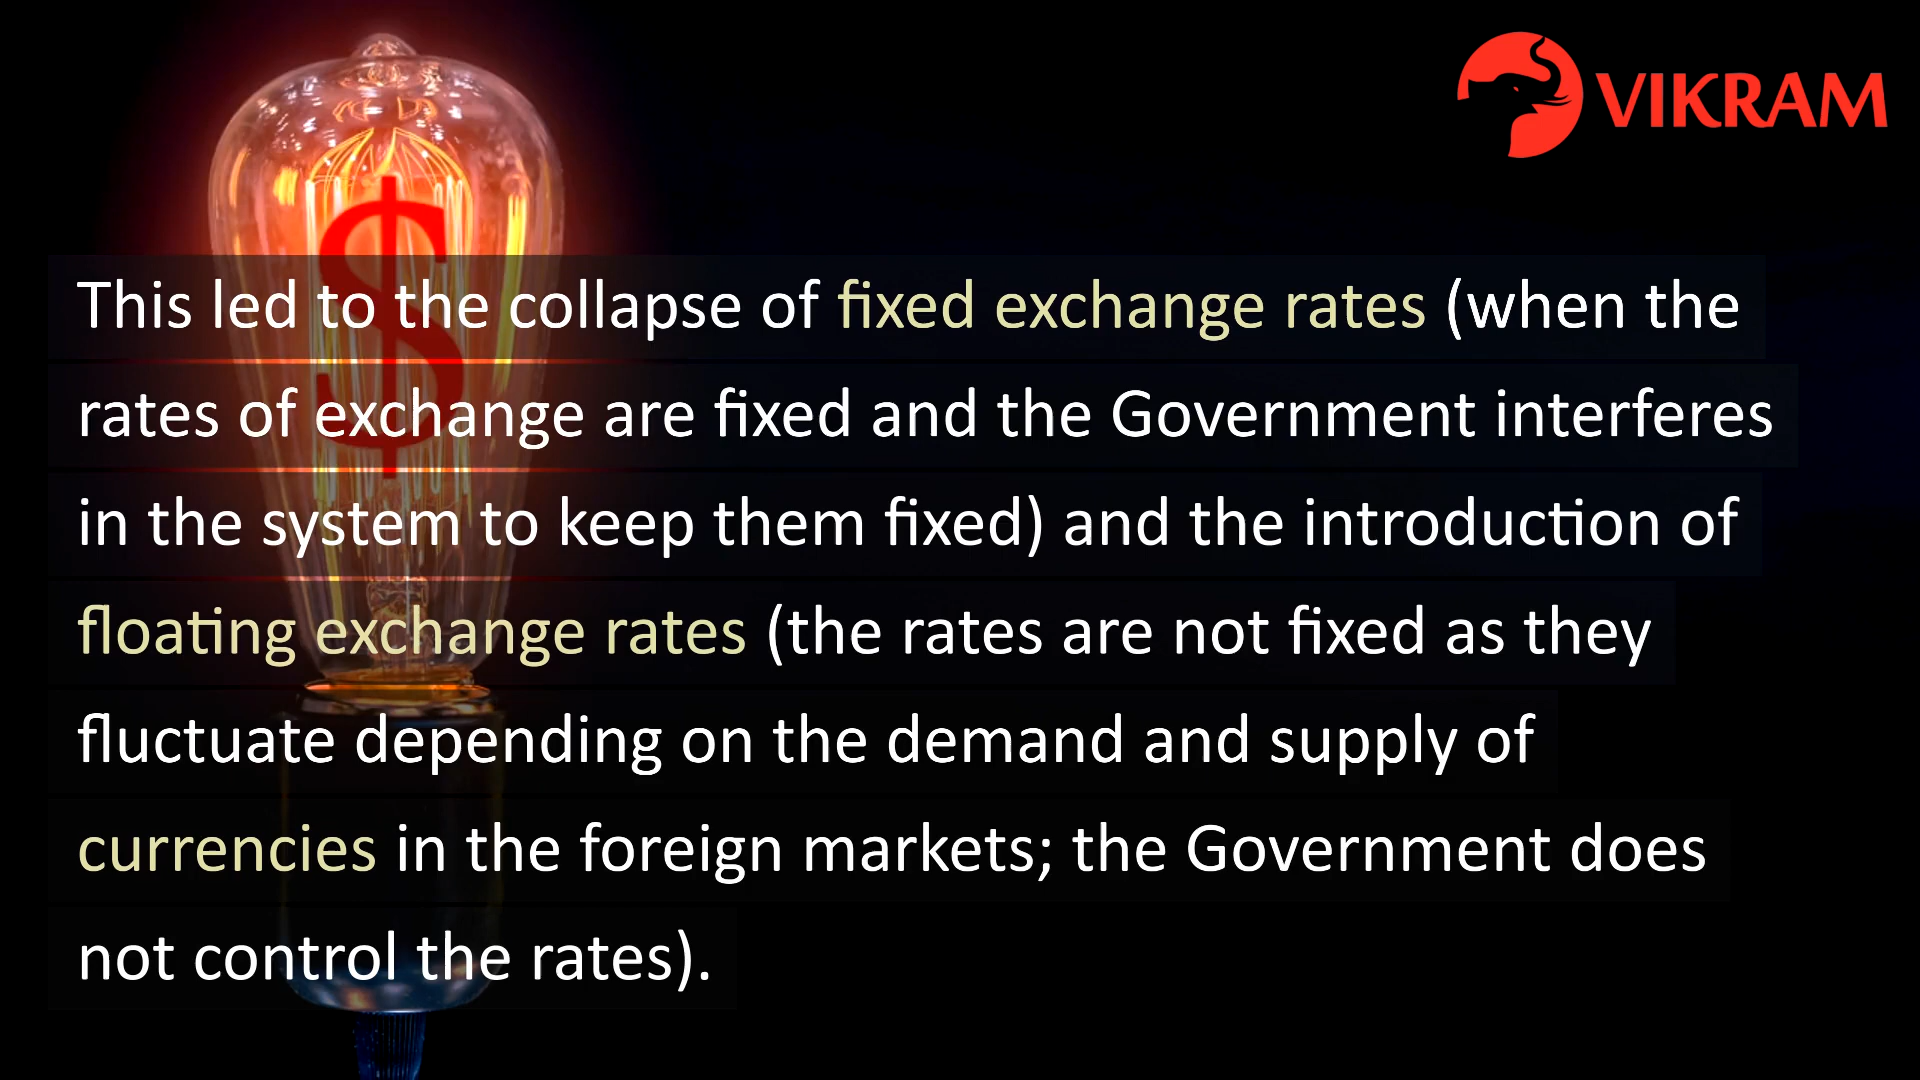 VIKRAM
$
This led to the collapse of fixed exchange rates (when the
rates of exchange are fixed and the Government interferes
in the system to keep them fixed) and the introduction of
floating exchange rates (the rates are not fixed as they
fluctuate depending on the demand and supply of
currencies in the foreign markets; the Government does
not control the rates).